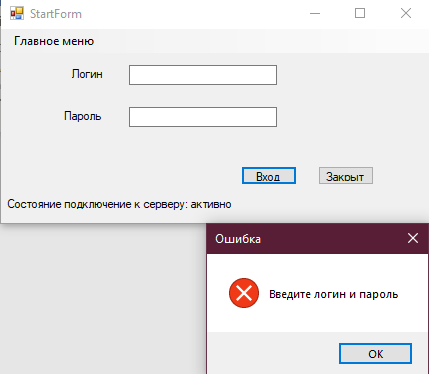 StartForm
Главное меню
Логин
Пароль
Вход
Закрыт
Состояние подключение к серверу: активно
Ошибка
Введите логин и пароль
OK